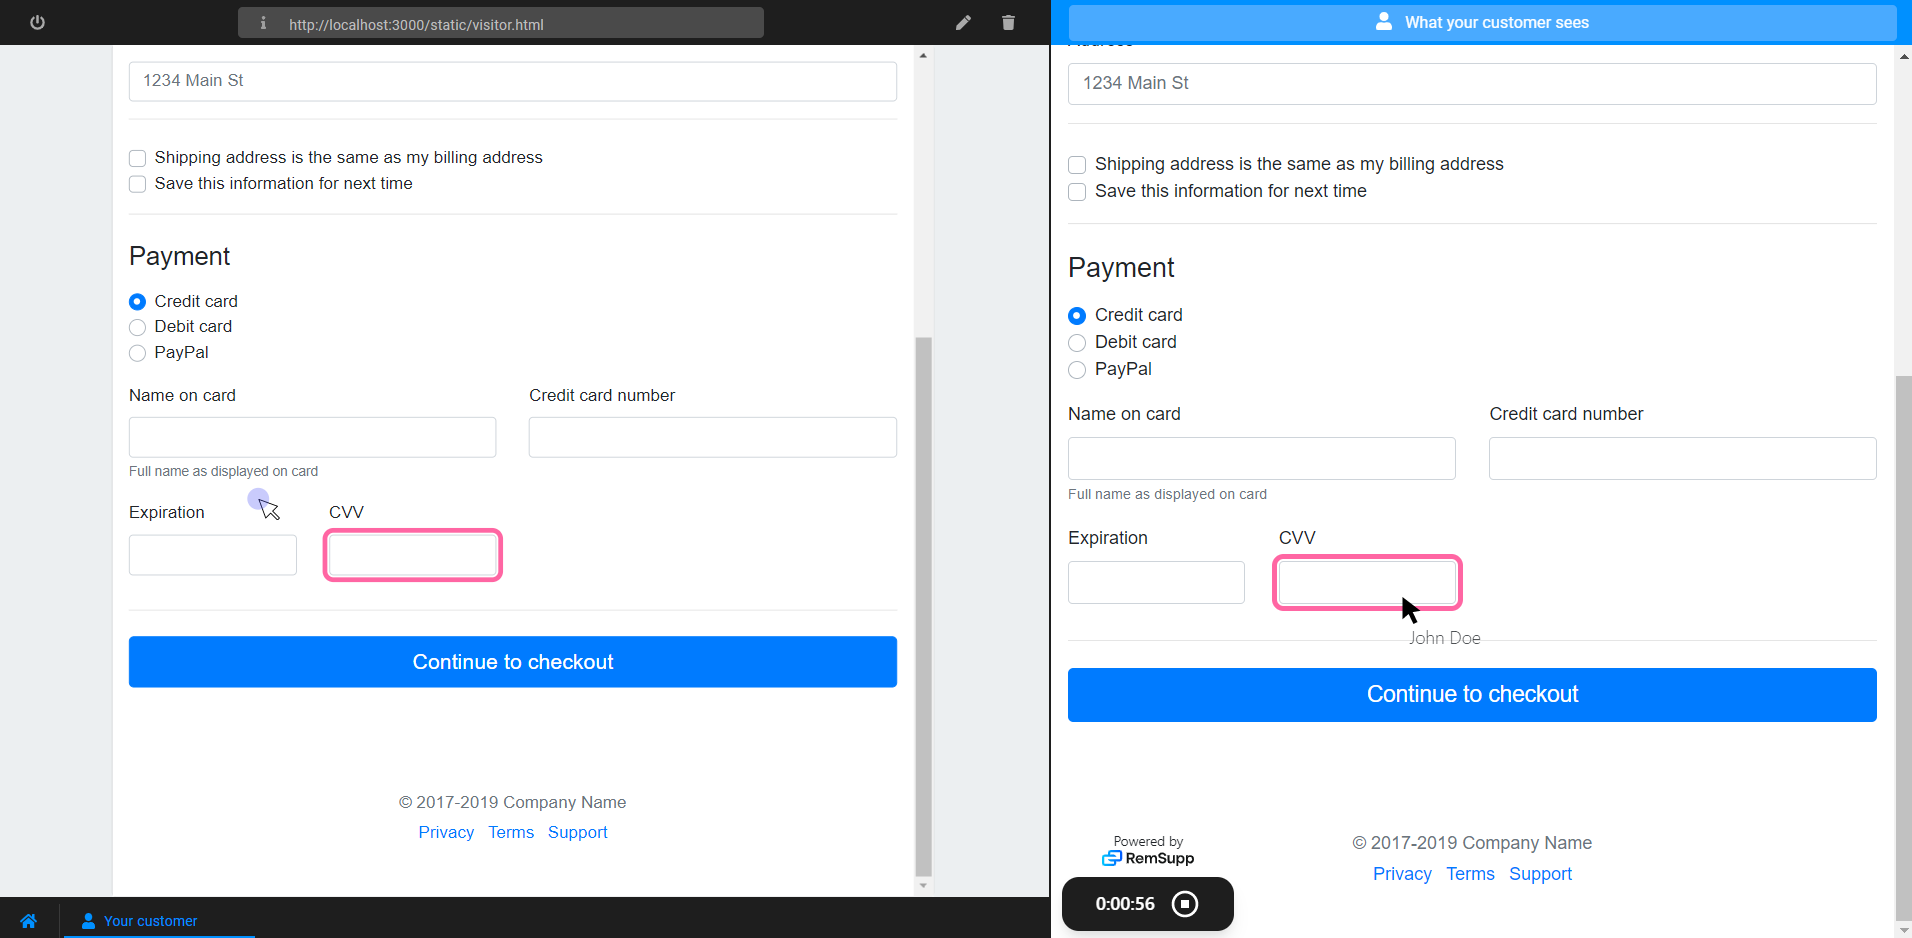 http://localhost:3000/static/visitor.html
1234 Main St
Shipping address is the same as my billing address
Save this information for next time
Payment
Credit card
Debit card
PayPal
Name on card
Credit card number
Full name as displayed on card
Expiration
CVV
Continue to checkout
© 2017-2019 Company Name
Privacy Terms Support
Your customer
What your customer sees
1234 Main St
Shipping address is the same as my billing address
Save this information for next time
Payment
Credit card
Debit card
PayPal
Name on card
Credit card number
Full name as displayed on card
Expiration
CVV
John Doe
Continue to checkout
Powered by
RemSupp
© 2017-2019 Company Name
Privacy Terms Support
0:00:56